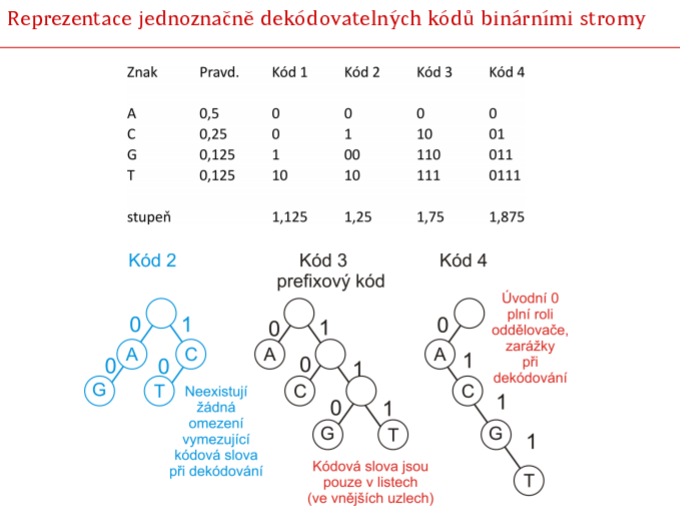 Reprezentace jednoznačně dekódovatelných kódů binárními stromy
Znak Pravd. Kód 1 Kód 2 Kód 3 Kód 4
A 0,5 0 0 0 0
C 0,25 0 1 10 01
G 0,125 1 00 110 011
T 0,125 10 10 111 0111
stupeň 1,125 1,25 1,75 1,875
Kód 2
0 1
A C
0 0
G T
Neexistují
žádná
omezení
vymezující
kódová slova
při dekódování
Kód 3
prefixový kód
0 1
A
0 1
C
0 1
G T
Kódová slova jsou
pouze v listech
(ve vnějších uzlech)
Kód 4
0
A 1
C 1
G 1
T
Úvodní 0
plní roli
oddělovače,
zarážky
při
dekódování